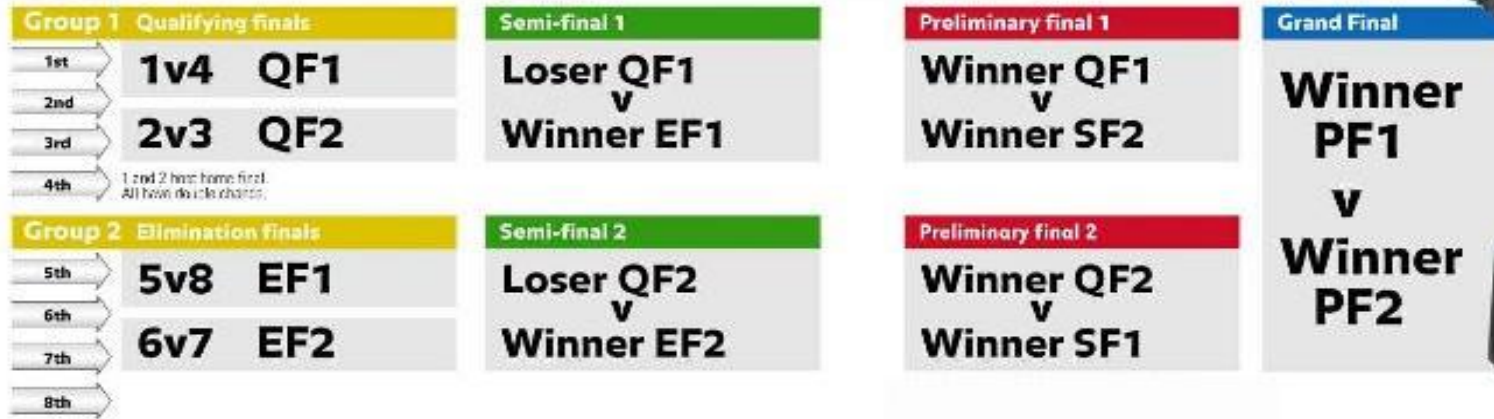 Group 1 Qualifying finals
1st
2nd
3rd
4th
1v4 QF1
2v3 QF2
1 and 2 host home final.
All have double chance.
Semi-final 1
Loser QF1
v
Winner EF1
Preliminary final 1
Winner QF1
v
Winner SF2
Grand Final
Winner
PF1
v
Winner
PF2
Group 2 Elimination finals
5th
6th
7th
8th
5v8 EF1
6v7 EF2
Semi-final 2
Loser QF2
v
Winner EF2
Preliminary final 2
Winner QF2
v
Winner SF1